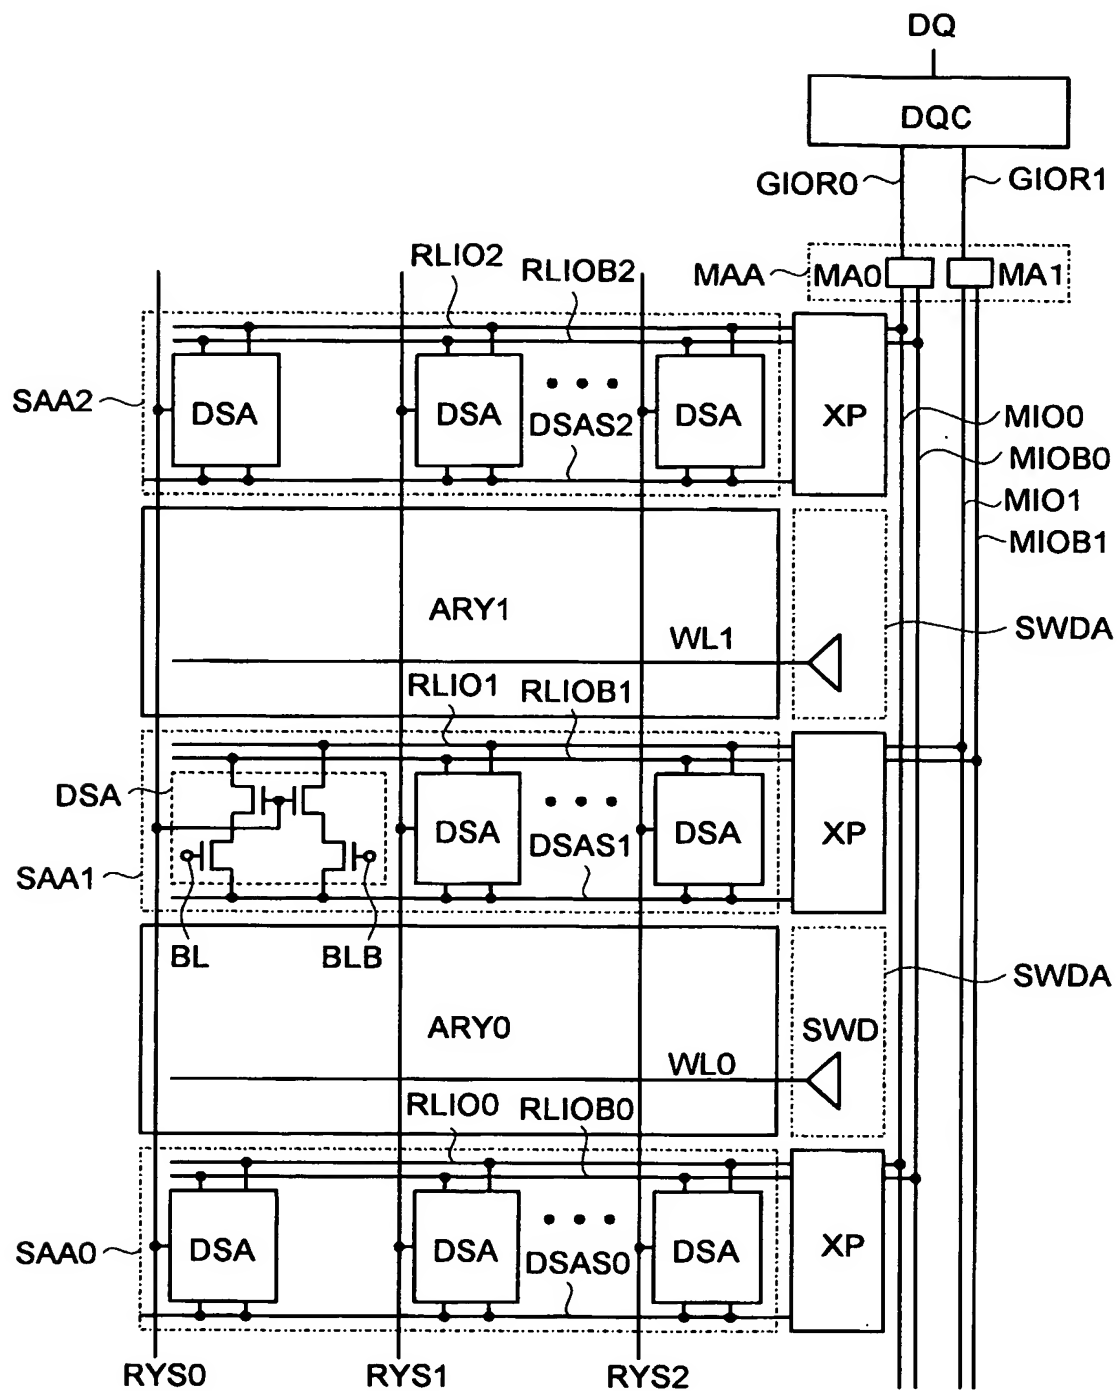 DQ
DQC
GIOR0
GIOR1
RLIO2
RLIOB2
MAA
MA0
MA1
SAA2
DSA
DSA
DSA
DSAS2
XP
MIO0
MIOB0
MIO1
MIOB1
ARY1
WL1
SWDA
RLIO1
RLIOB1
DSA
DSA
DSA
DSAS1
XP
SAA1
BL
BLB
SWDA
ARY0
SWD
WL0
RLIO0
RLIOB0
SAA0
DSA
DSA
DSA
DSAS0
XP
RYS0
RYS1
RYS2